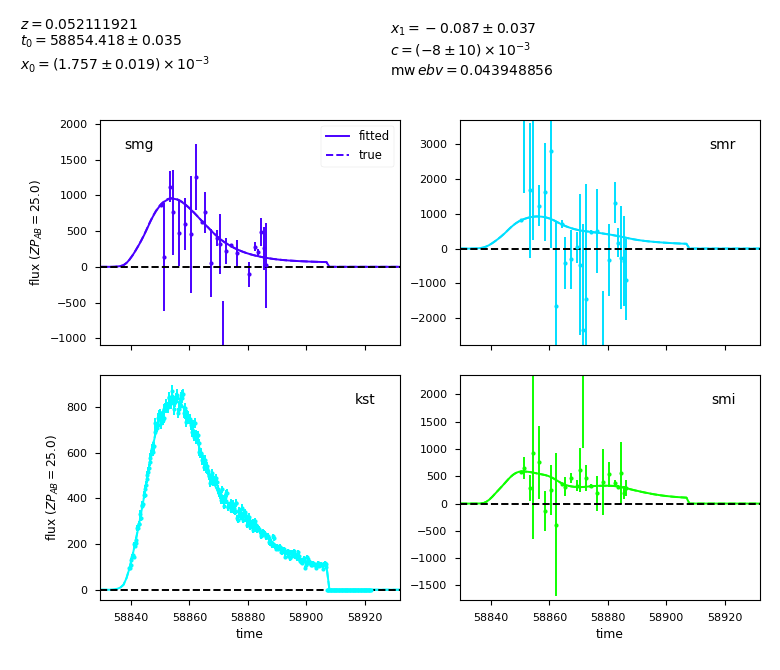 z = 0.052111921
t₀ = 58854.418 ± 0.035
x₀ = (1.757 ± 0.019) × 10⁻³
x₁ = −0.087 ± 0.037
c = (−8 ± 10) × 10⁻³
mw ebv = 0.043948856
smg
fitted
true
2000
1500
1000
500
0
−500
−1000
flux (ZP_AB = 25.0)
smr
3000
2000
1000
0
−1000
−2000
kst
800
600
400
200
0
flux (ZP_AB = 25.0)
58840 58860 58880 58900 58920
time
smi
2000
1500
1000
500
0
−500
−1000
−1500
58840 58860 58880 58900 58920
time